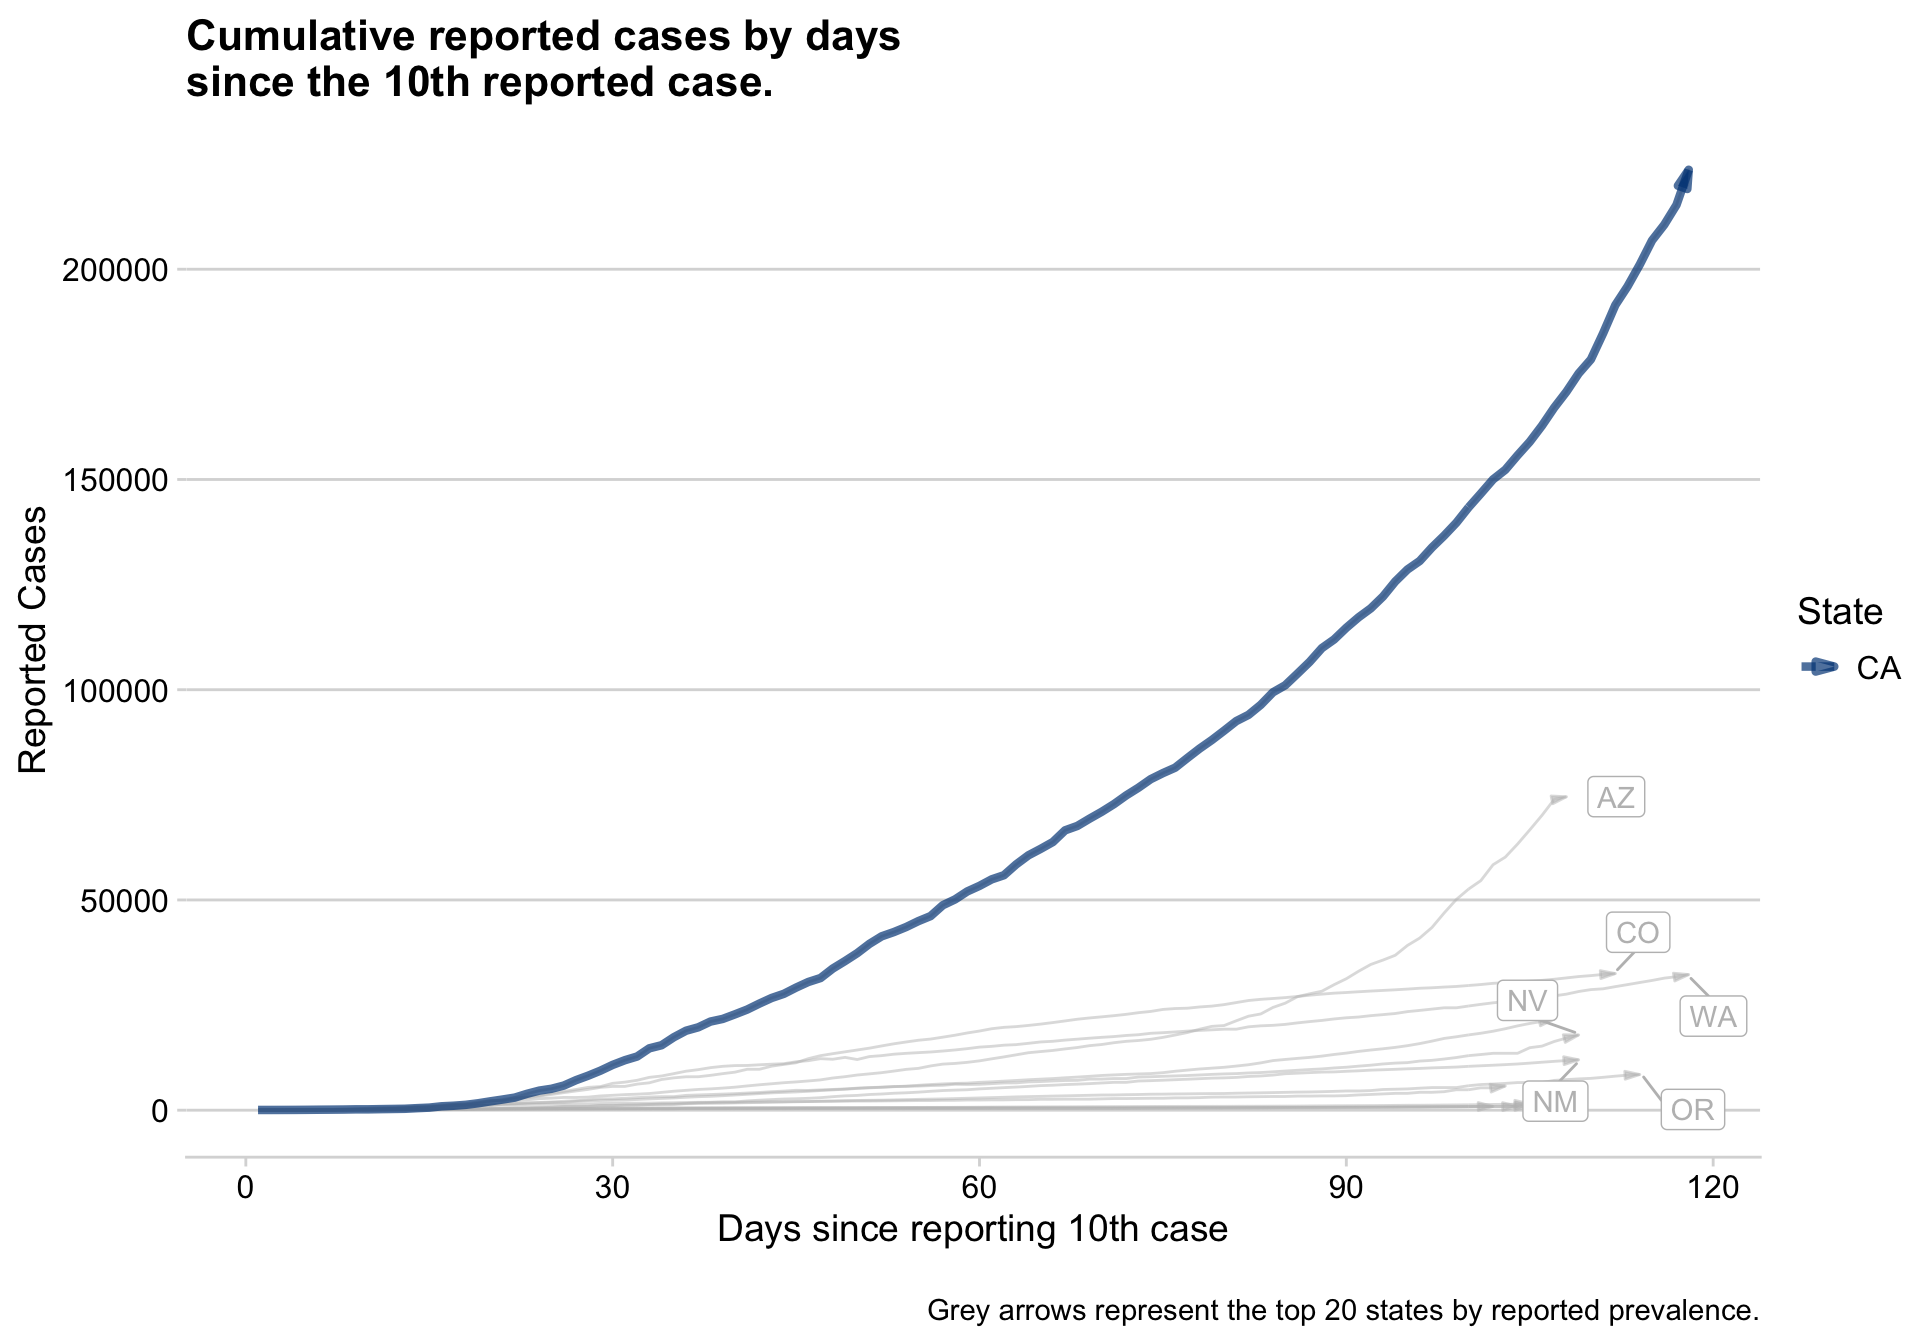 Cumulative reported cases by days
since the 10th reported case.
200000
150000
100000
50000
0
Reported Cases
AZ
CO
NV
WA
NM
OR
State
CA
0 30 60 90 120
Days since reporting 10th case
Grey arrows represent the top 20 states by reported prevalence.